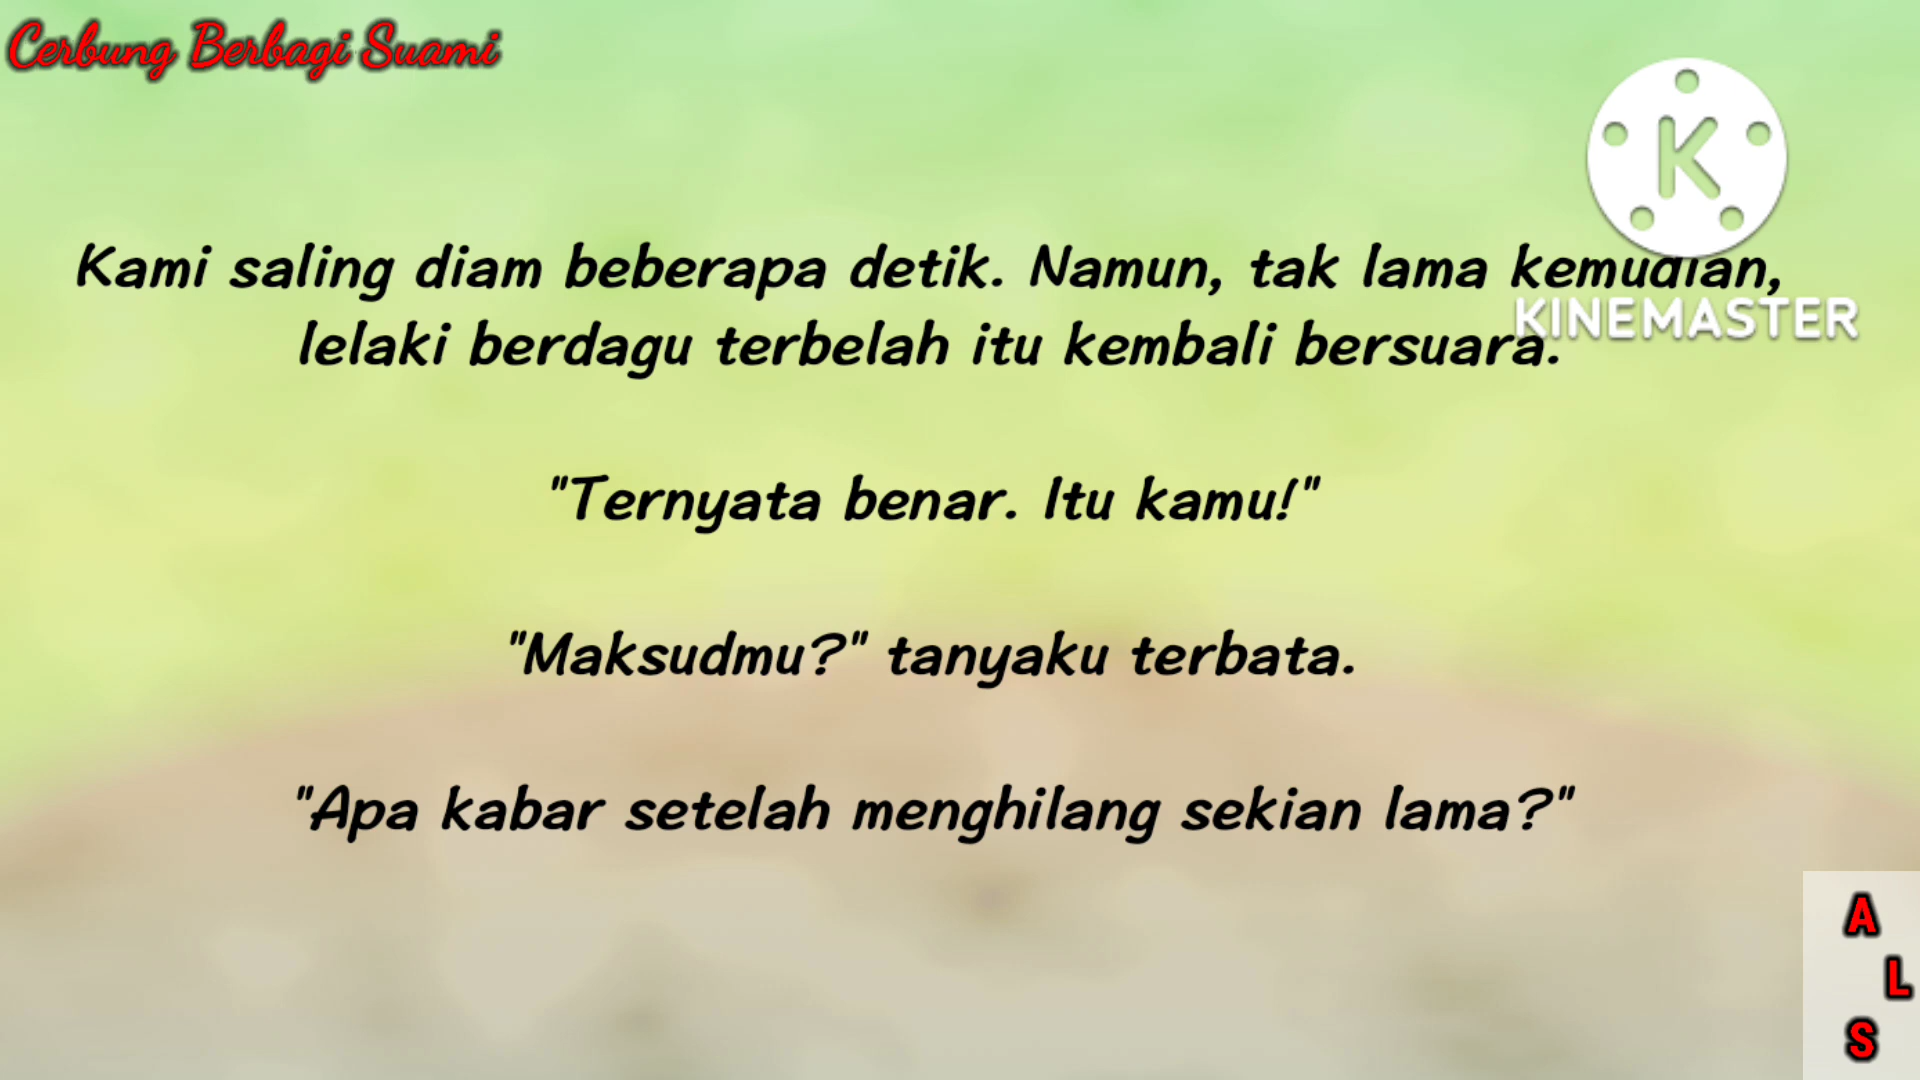 Cerbung Berbagi Suami
Kami saling diam beberapa detik. Namun, tak lama kemudian,
KINEMASTER
lelaki berdagu terbelah itu kembali bersuara.
"Ternyata benar. Itu kamu!"
"Maksudmu?" tanyaku terbata.
"Apa kabar setelah menghilang sekian lama?"
A
L
S